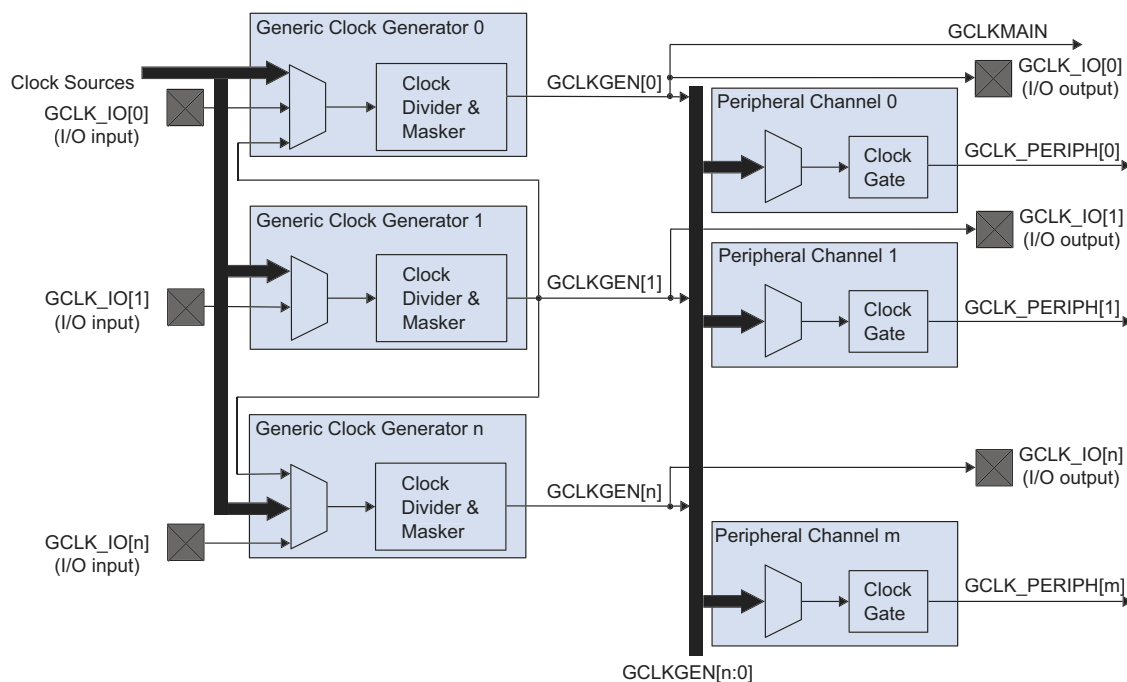 Generic Clock Generator 0
GCLKMAIN
Clock Sources
GCLK_IO[0]
(I/O input)
Clock
Divider &
Masker
GCLKGEN[0]
GCLK_IO[0]
(I/O output)
Peripheral Channel 0
Clock
Gate
GCLK_PERIPH[0]
Generic Clock Generator 1
GCLK_IO[1]
(I/O input)
Clock
Divider &
Masker
GCLKGEN[1]
GCLK_IO[1]
(I/O output)
Peripheral Channel 1
Clock
Gate
GCLK_PERIPH[1]
Generic Clock Generator n
GCLK_IO[n]
(I/O input)
Clock
Divider &
Masker
GCLKGEN[n]
GCLK_IO[n]
(I/O output)
Peripheral Channel m
Clock
Gate
GCLK_PERIPH[m]
GCLKGEN[n:0]